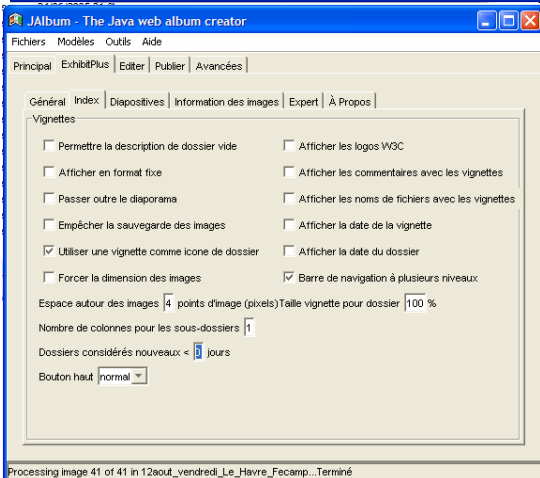 JAlbum - The Java web album creator
Fichiers Modèles Outils Aide
Principal ExhibitPlus Editer Publier Avancées
Général Index Diapositives Information des images Expert À Propos
Vignettes
Permettre la description de dossier vide Afficher les logos W3C
Afficher en format fixe Afficher les commentaires avec les vignettes
Passer outre le diaporama Afficher les noms de fichiers avec les vignettes
Empêcher la sauvegarde des images Afficher la date de la vignette
Utiliser une vignette comme icone de dossier Afficher la date du dossier
Forcer la dimension des images Barre de navigation à plusieurs niveaux
Espace autour des images 4 points d'image (pixels) Taille vignette pour dossier 100 %
Nombre de colonnes pour les sous-dossiers 1
Dossiers considérés nouveaux < 0 jours
Bouton haut normal
Processing image 41 of 41 in 12aout_vendredi_Le_Havre_Fecamp...Terminé